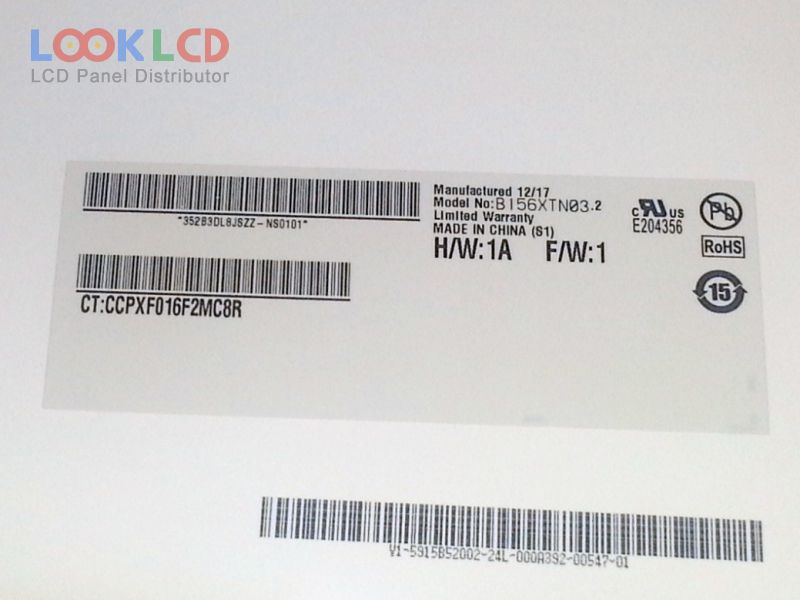 LOOK LCD
LCD Panel Distributor
Manufactured 12/17
Model No:B156XTN03.2
Limited Warranty
MADE IN CHINA (S1)
H/W:1A F/W:1
*35283DL8JSZZ-NS0101*
CT:CCPXF016F2MC8R
c UL US
E204356
Pb
RoHS
15
V1-5915B52002-24L-000A392-00547-01